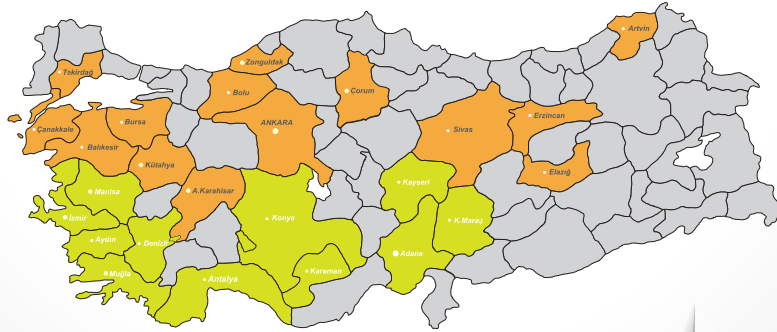 Artvin
Zonguldak
Tekirdağ
Bolu
Çorum
Erzincan
Bursa
ANKARA
Çanakkale
Sivas
Balıkesir
Kütahya
Elazığ
Kayseri
Manisa
A.Karahisar
İzmir
Konya
K.Maraş
Aydın
Denizli
Adana
Muğla
Karaman
Antalya